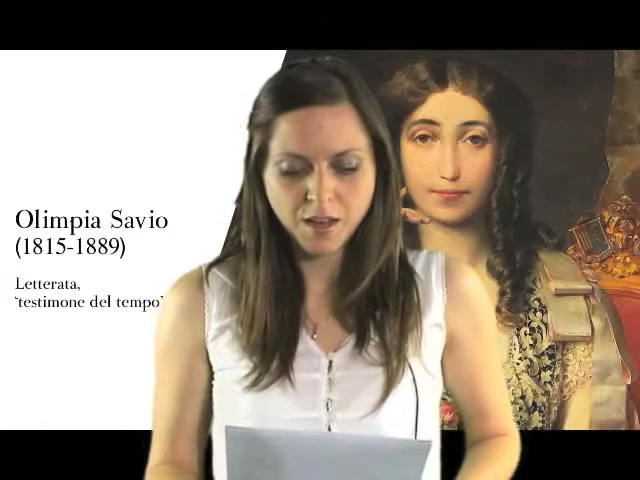 Olimpia Savio
(1815-1889)
Letterata,
'testimone del tempo'